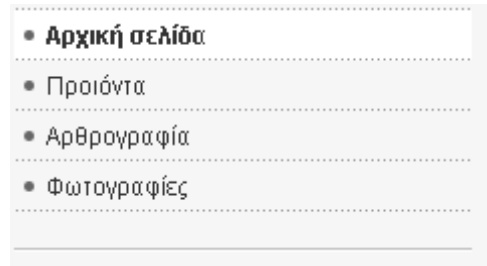 Αρχική σελίδα
Προιόντα
Αρθρογραφία
Φωτογραφίες